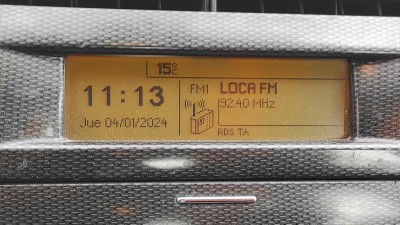 15°C
11:13
FM1 LOCA FM
92.40 MHz
Jue 04/01/2024
RDS TA